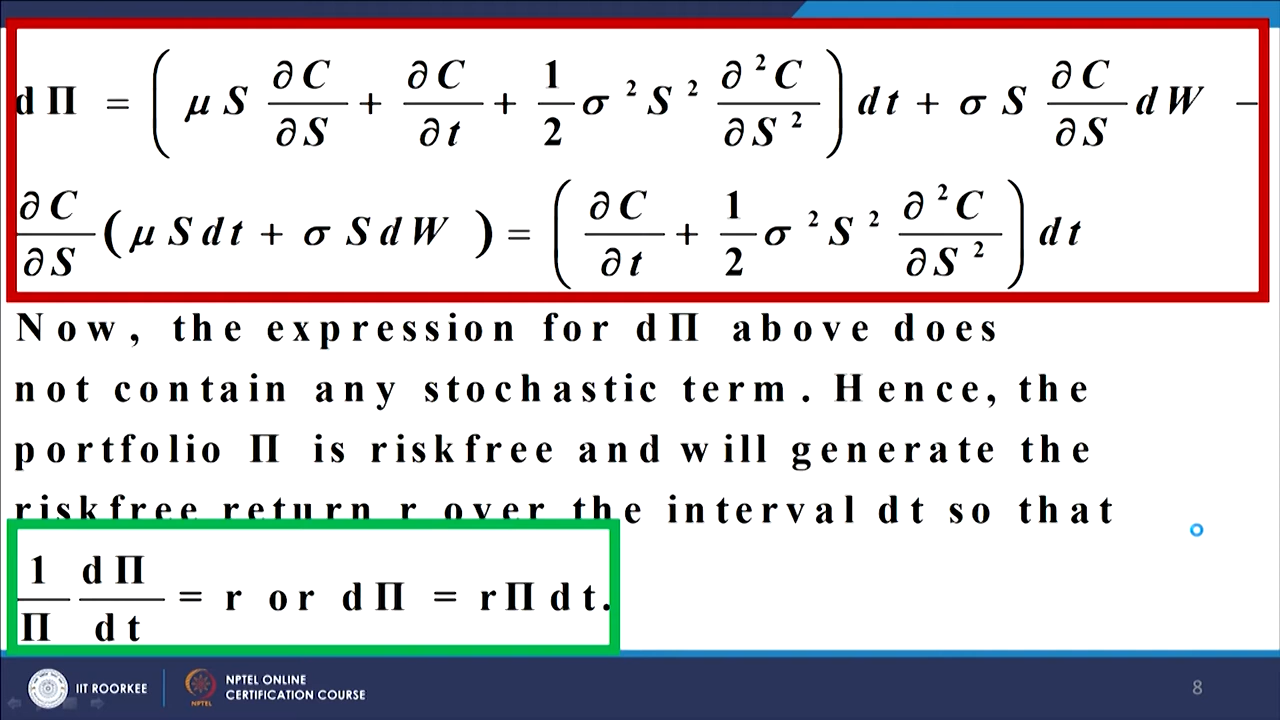 dΠ = ( μS ∂C/∂S + ∂C/∂t + 1/2 σ²S² ∂²C/∂S² ) dt + σS ∂C/∂S dW −
∂C/∂S (μSdt + σSdW) = ( ∂C/∂t + 1/2 σ²S² ∂²C/∂S² ) dt
Now, the expression for dΠ above does
not contain any stochastic term. Hence, the
portfolio Π is riskfree and will generate the
riskfree return r over the interval dt so that
1/Π dΠ/dt = r or dΠ = rΠdt.
IIT ROORKEE
NPTEL ONLINE
CERTIFICATION COURSE
NPTEL
8